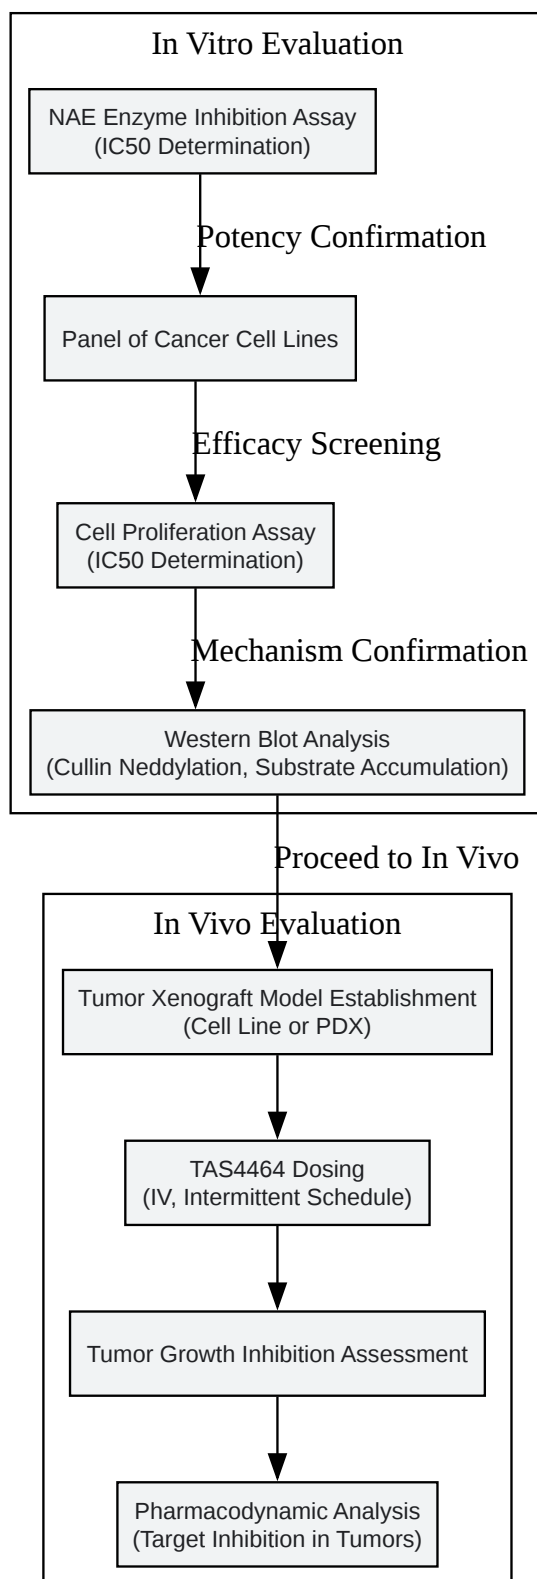 In Vitro Evaluation
NAE Enzyme Inhibition Assay
(IC50 Determination)
Potency Confirmation
Panel of Cancer Cell Lines
Efficacy Screening
Cell Proliferation Assay
(IC50 Determination)
Mechanism Confirmation
Western Blot Analysis
(Cullin Neddylation, Substrate Accumulation)
Proceed to In Vivo
In Vivo Evaluation
Tumor Xenograft Model Establishment
(Cell Line or PDX)
TAS4464 Dosing
(IV, Intermittent Schedule)
Tumor Growth Inhibition Assessment
Pharmacodynamic Analysis
(Target Inhibition in Tumors)